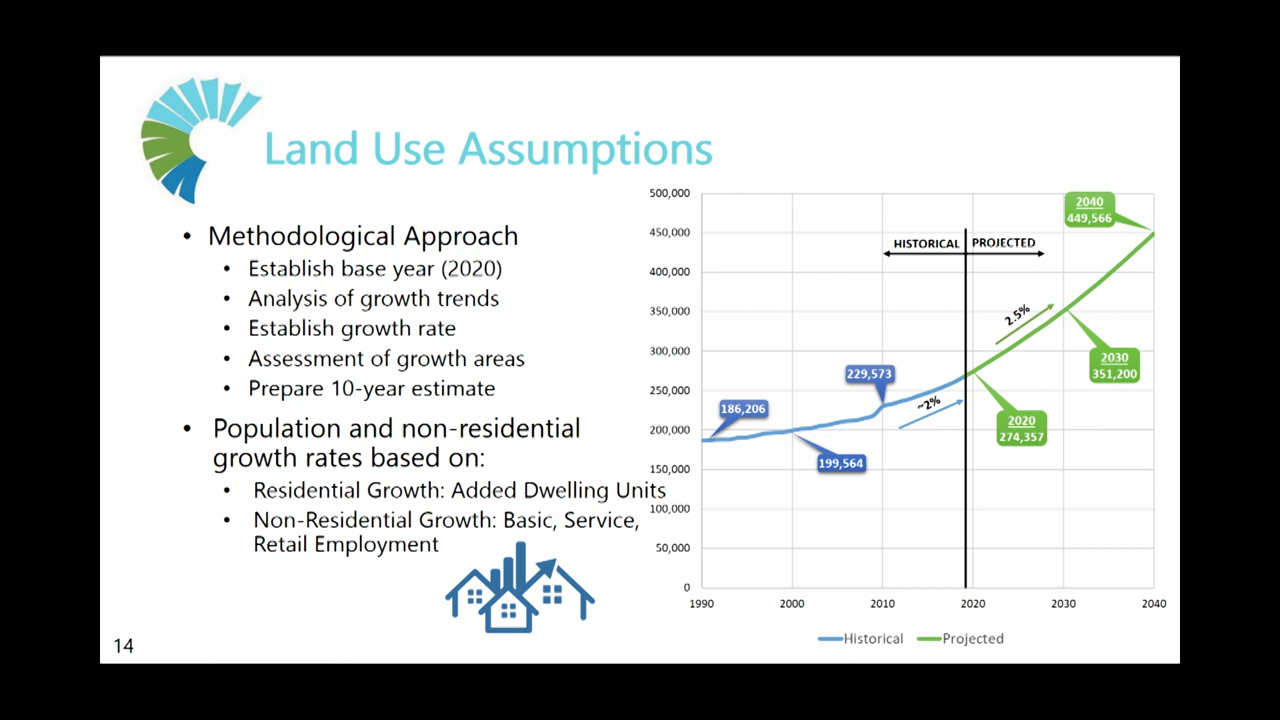 Land Use Assumptions
• Methodological Approach
• Establish base year (2020)
• Analysis of growth trends
• Establish growth rate
• Assessment of growth areas
• Prepare 10-year estimate
• Population and non-residential
growth rates based on:
• Residential Growth: Added Dwelling Units
• Non-Residential Growth: Basic, Service,
Retail Employment
14
500,000
450,000
400,000
350,000
300,000
250,000
200,000
150,000
100,000
50,000
0
1990
2000
2010
2020
2030
2040
HISTORICAL
PROJECTED
186,206
199,564
229,573
~2%
2.5%
2020
274,357
2030
351,200
2040
449,566
Historical
Projected